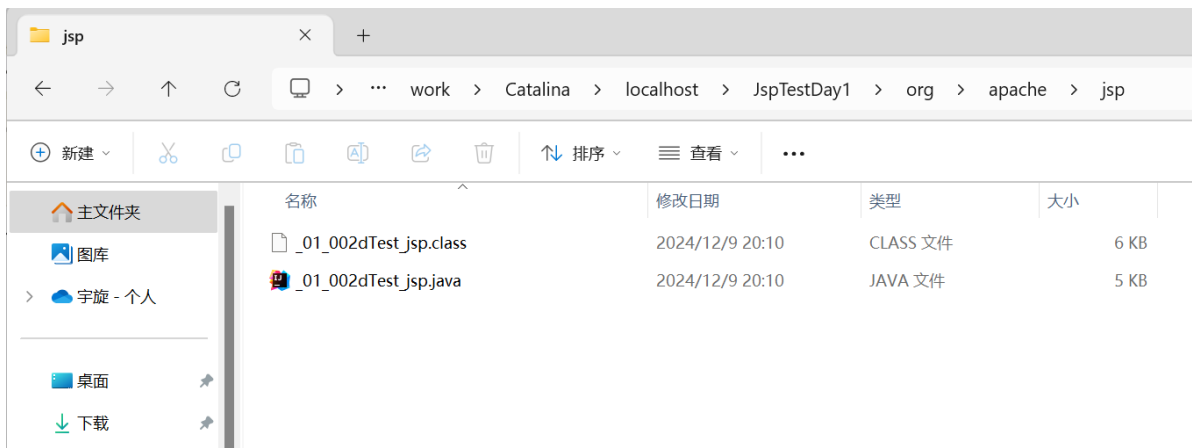 jsp
··· work > Catalina > localhost > JspTestDay1 > org > apache > jsp
新建 排序 查看 ···
主文件夹
图库
宇旋 - 个人
桌面
下载
名称 修改日期 类型 大小
_01_002dTest_jsp.class 2024/12/9 20:10 CLASS 文件 6 KB
_01_002dTest_jsp.java 2024/12/9 20:10 JAVA 文件 5 KB